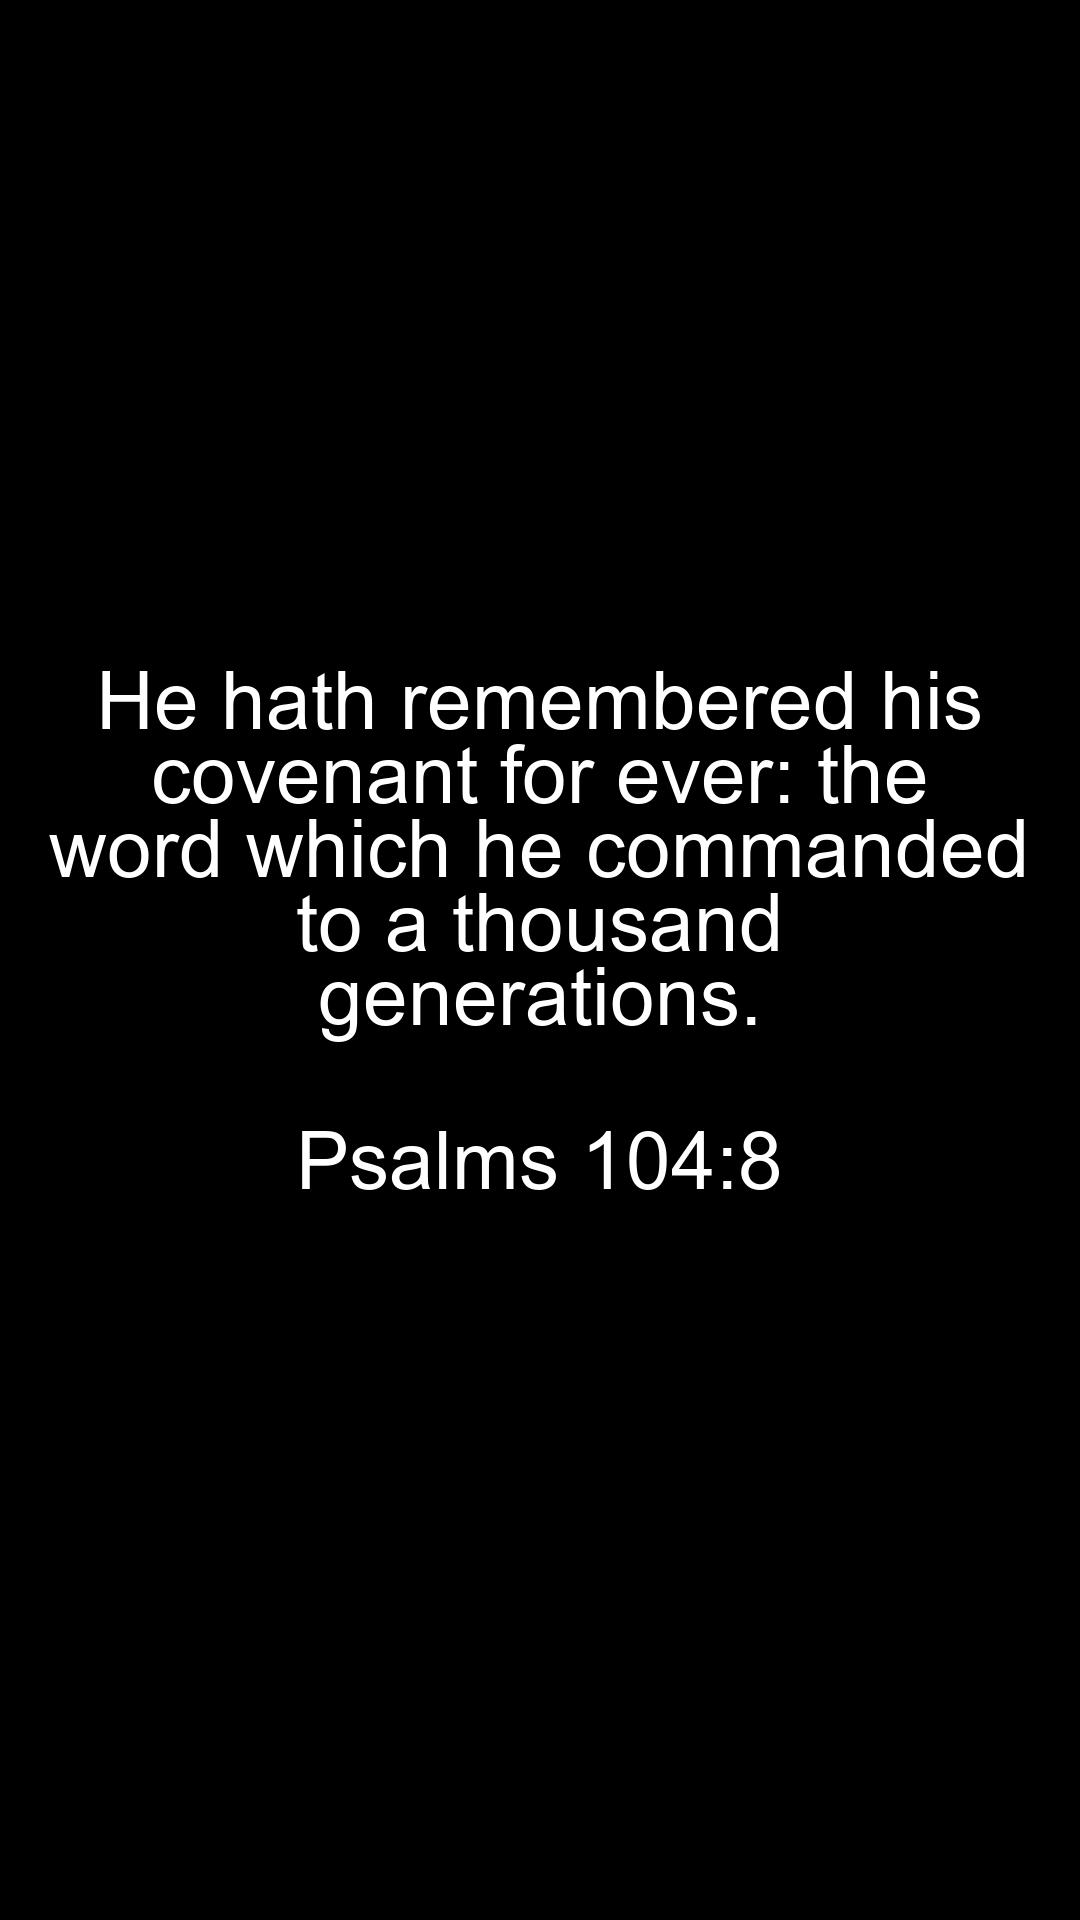 He hath remembered his
covenant for ever: the
word which he commanded
to a thousand
generations.
Psalms 104:8